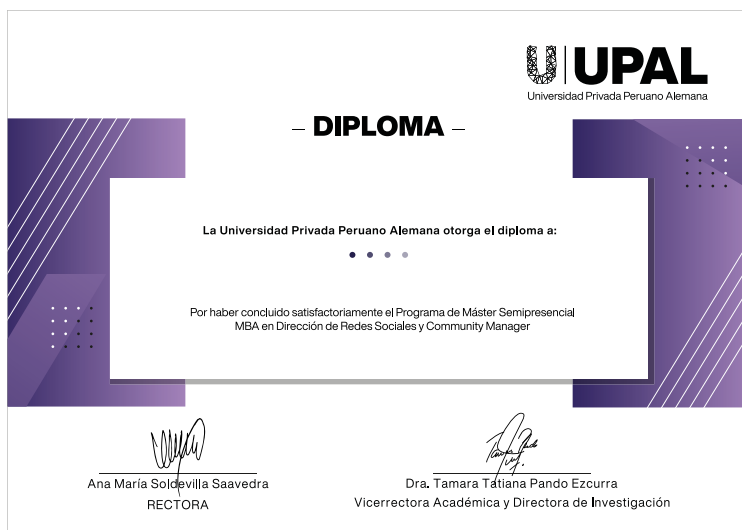 UPAL
Universidad Privada Peruano Alemana
– DIPLOMA –
La Universidad Privada Peruano Alemana otorga el diploma a:
Por haber concluido satisfactoriamente el Programa de Máster Semipresencial
MBA en Dirección de Redes Sociales y Community Manager
Ana María Soldevilla Saavedra
RECTORA
Dra. Tamara Tatiana Pando Ezcurra
Vicerrectora Académica y Directora de Investigación